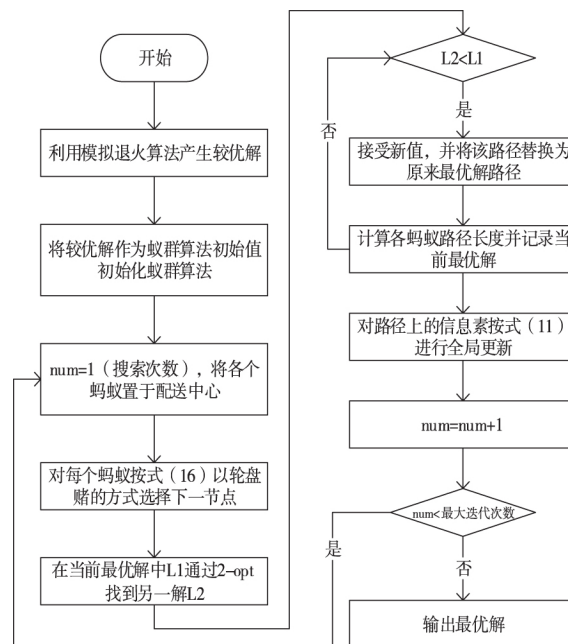 开始
利用模拟退火算法产生较优解
将较优解作为蚁群算法初始值
初始化蚁群算法
num=1（搜索次数），将各个
蚂蚁置于配送中心
对每个蚂蚁按式（16）以轮盘
赌的方式选择下一节点
在当前最优解中L1通过2-opt
找到另一解L2
L2<L1
是
否
接受新值，并将该路径替换为
原来最优解路径
计算各蚂蚁路径长度并记录当
前最优解
对路径上的信息素按式（11）
进行全局更新
num=num+1
num<最大迭代次数
是
否
输出最优解